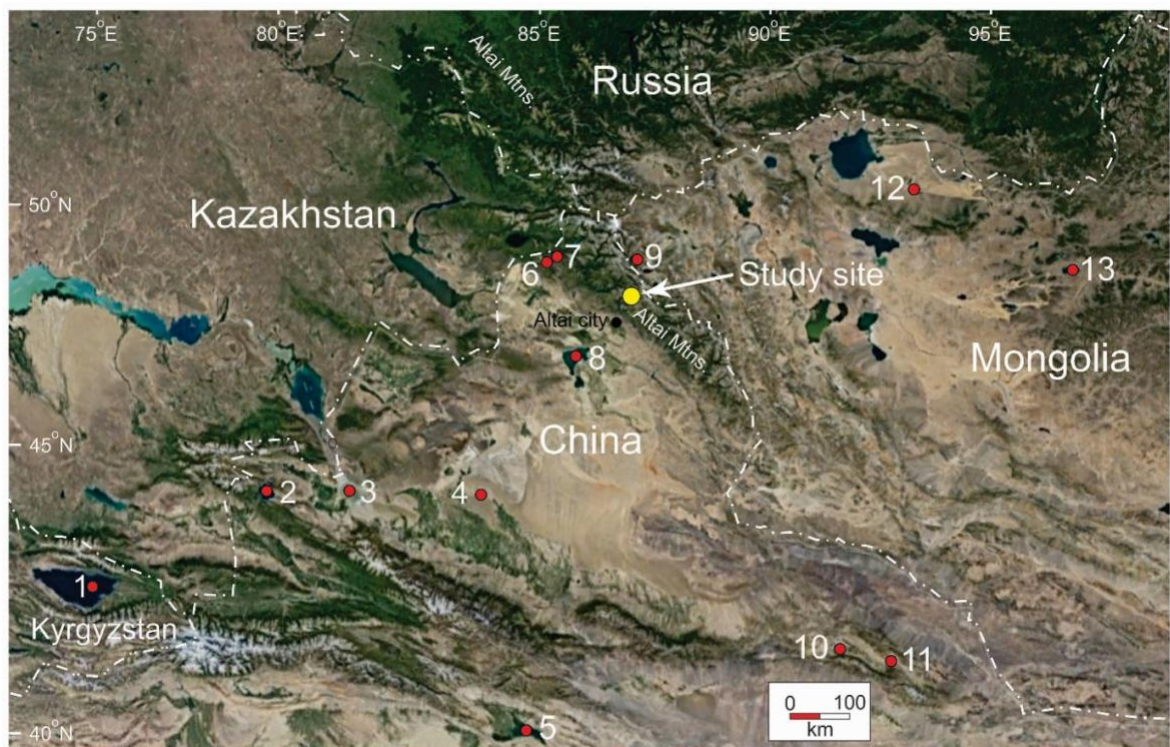 75°E 80°E 85°E 90°E 95°E
Altai Mtns.
Russia
12
50°N
Kazakhstan
6 7 9
13
Study site
Altai city
Altai Mtns.
8
Mongolia
45°N
China
2 3 4
1
Kyrgyzstan
10 11
0 100
km
40°N
5